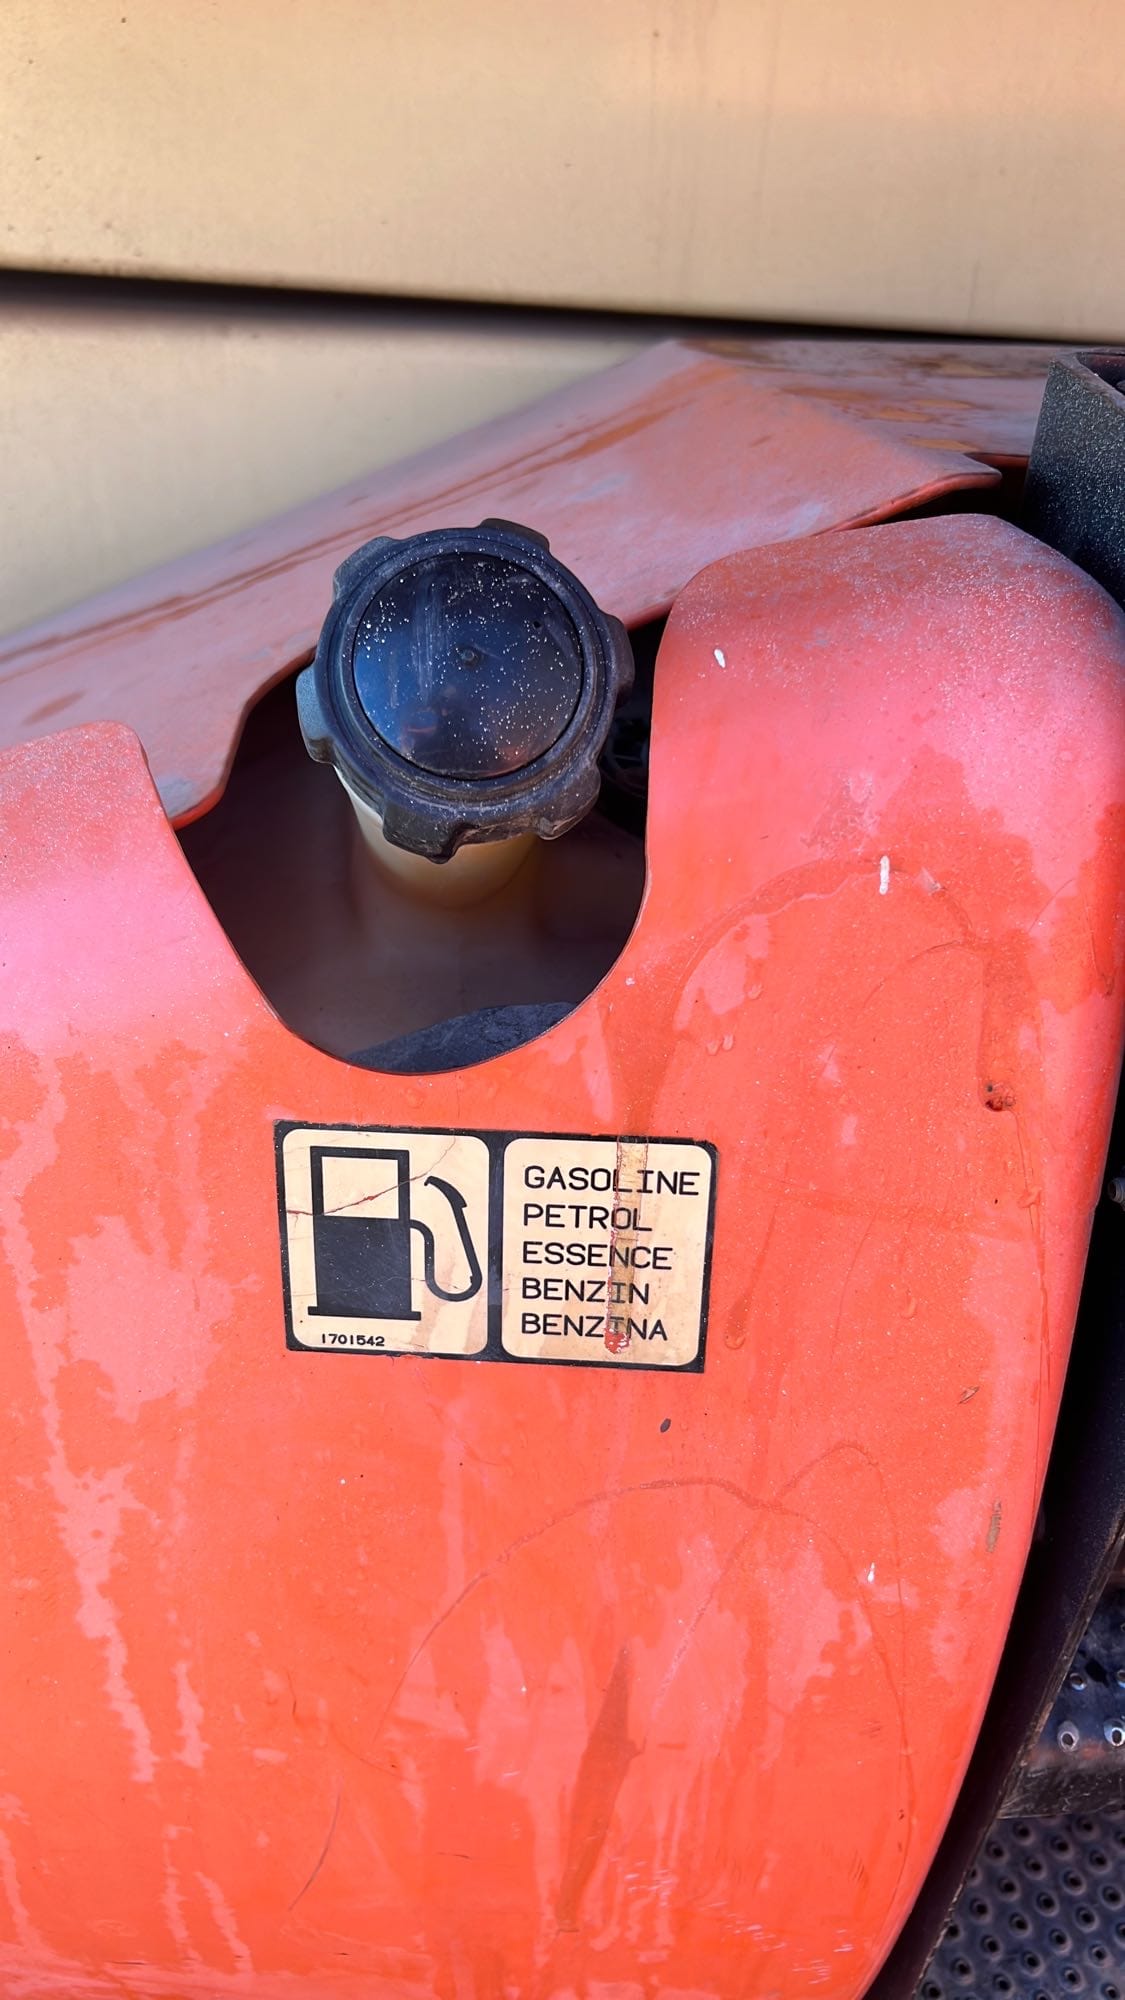 GASOLINE
PETROL
ESSENCE
BENZIN
BENZINA
1701542